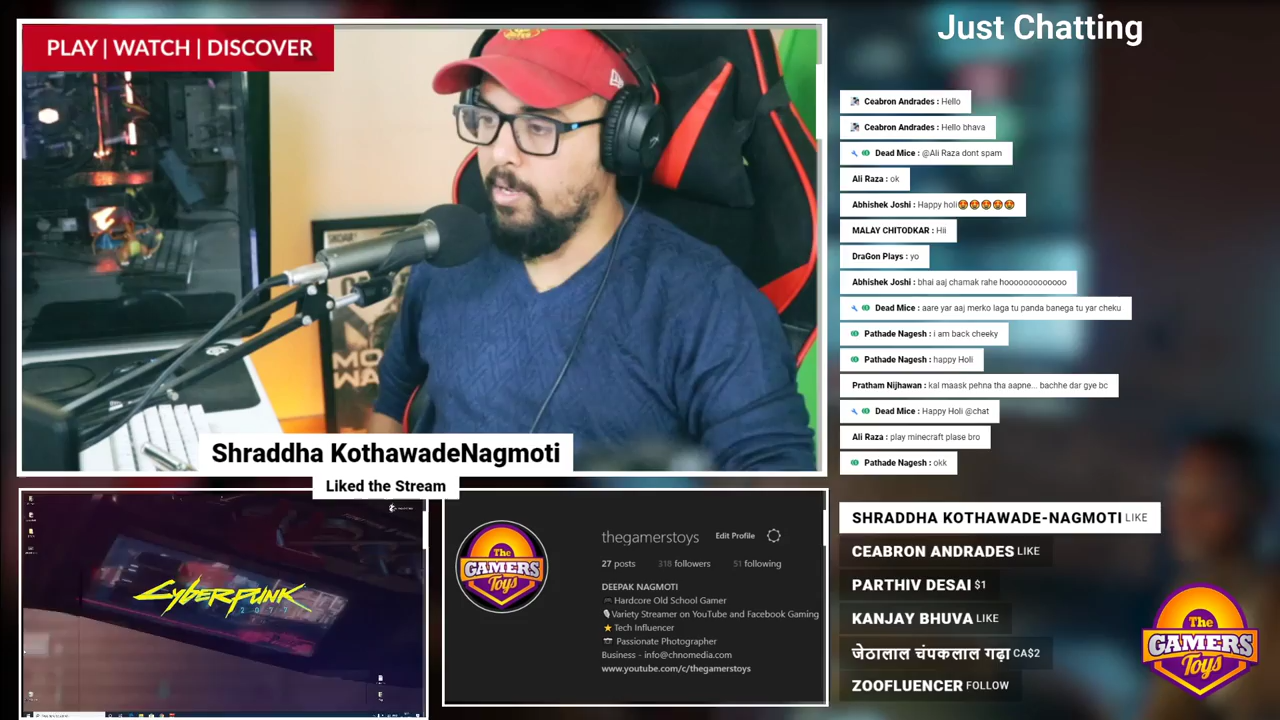 PLAY | WATCH | DISCOVER
Just Chatting
Ceabron Andrades : Hello
Ceabron Andrades : Hello bhava
Dead Mice : @Ali Raza dont spam
Ali Raza : ok
Abhishek Joshi : Happy holi
MALAY CHITODKAR : Hii
DraGon Plays : yo
Abhishek Joshi : bhai aaj chamak rahe hooooooooooooo
Dead Mice : aare yar aaj merko laga tu panda banega tu yar cheku
Pathade Nagesh : i am back cheeky
Pathade Nagesh : happy Holi
Pratham Nijhawan : kal maask pehna tha aapne... bachhe dar gye bc
Dead Mice : Happy Holi @chat
Ali Raza : play minecraft plase bro
Pathade Nagesh : okk
Shraddha KothawadeNagmoti
Liked the Stream
CYBERPUNK
2077
The
GAMERS
Toys
thegamerstoys Edit Profile
27 posts 318 followers 51 following
DEEPAK NAGMOTI
Hardcore Old School Gamer
Variety Streamer on YouTube and Facebook Gaming
Tech Influencer
Passionate Photographer
Business - info@chnomedia.com
www.youtube.com/c/thegamerstoys
SHRADDHA KOTHAWADE-NAGMOTI LIKE
CEABRON ANDRADES LIKE
PARTHIV DESAI $1
KANJAY BHUVA LIKE
जेठालाल चंपकलाल गढ़ा CA$2
ZOOFLUENCER FOLLOW
The
GAMERS
Toys